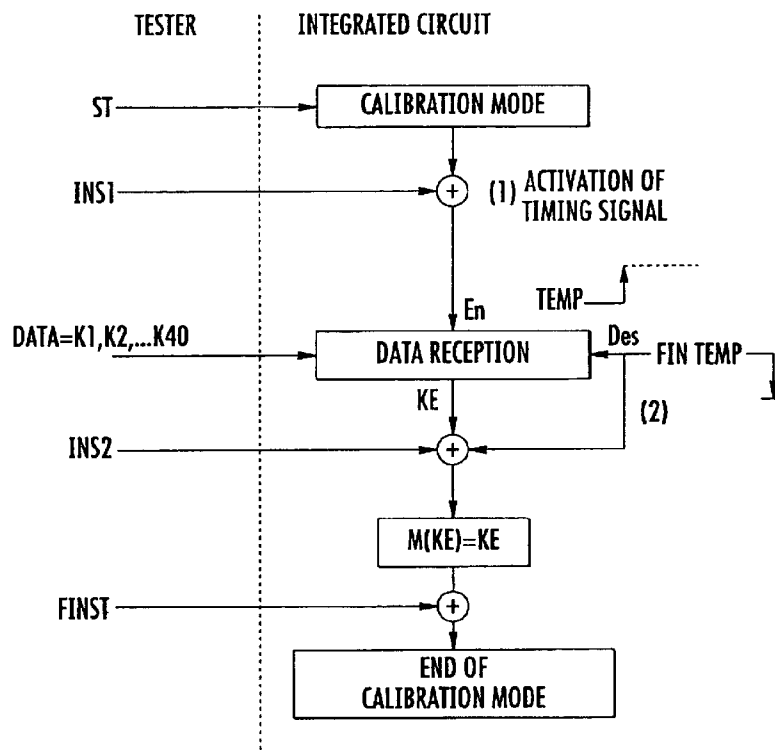 TESTER
INTEGRATED CIRCUIT
ST
CALIBRATION MODE
INS1
+
(1) ACTIVATION OF
TIMING SIGNAL
TEMP
En
DATA=K1,K2,...K40
DATA RECEPTION
Des
FIN TEMP
KE
(2)
INS2
+
M(KE)=KE
FINST
+
END OF
CALIBRATION MODE